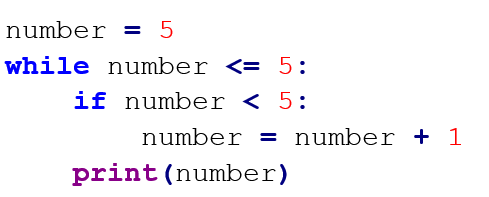 number = 5
while number <= 5:
    if number < 5:
        number = number + 1
    print(number)